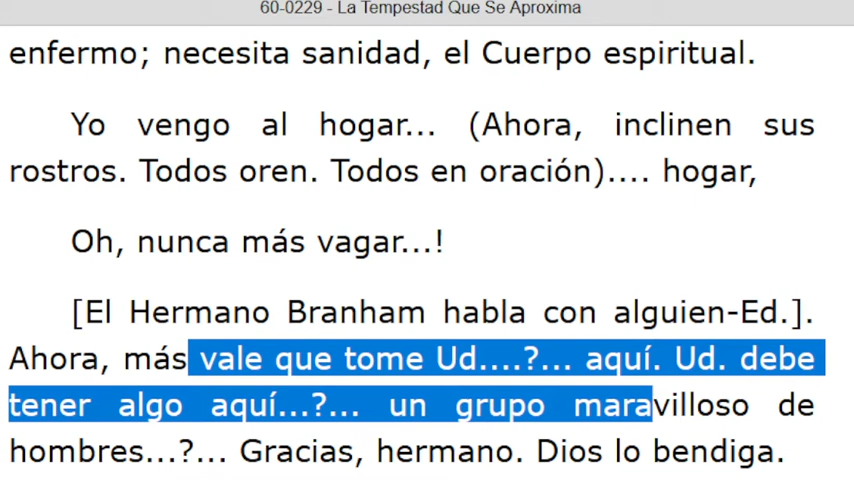 60-0229 - La Tempestad Que Se Aproxima
enfermo; necesita sanidad, el Cuerpo espiritual.
Yo vengo al hogar... (Ahora, inclinen sus
rostros. Todos oren. Todos en oración).... hogar,
Oh, nunca más vagar...!
[El Hermano Branham habla con alguien-Ed.].
Ahora, más vale que tome Ud....?... aquí. Ud. debe
tener algo aquí...?... un grupo maravilloso de
hombres...?... Gracias, hermano. Dios lo bendiga.